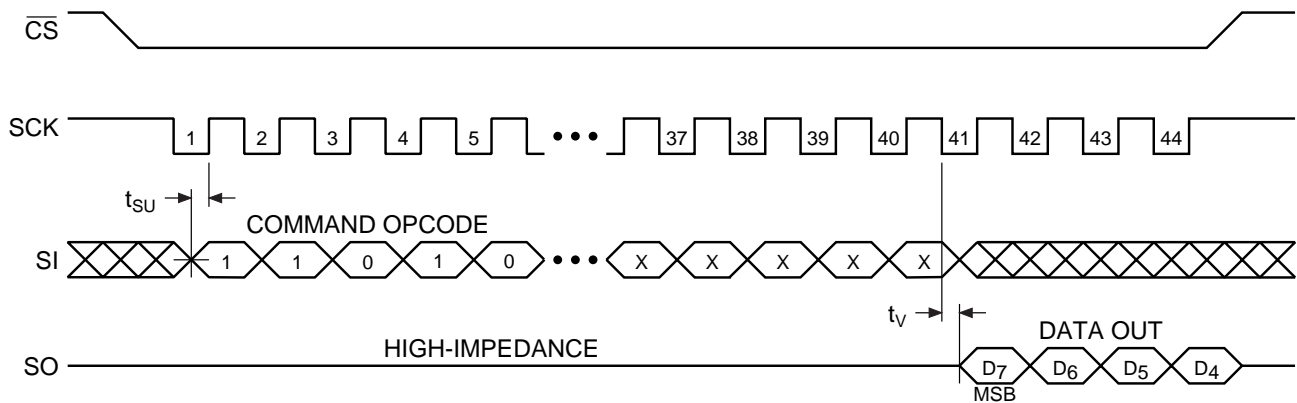 CS
SCK 1 2 3 4 5 ••• 37 38 39 40 41 42 43 44
tSU
COMMAND OPCODE
SI 1 1 0 1 0 ••• X X X X X
tV
DATA OUT
HIGH-IMPEDANCE
SO D7 D6 D5 D4
MSB